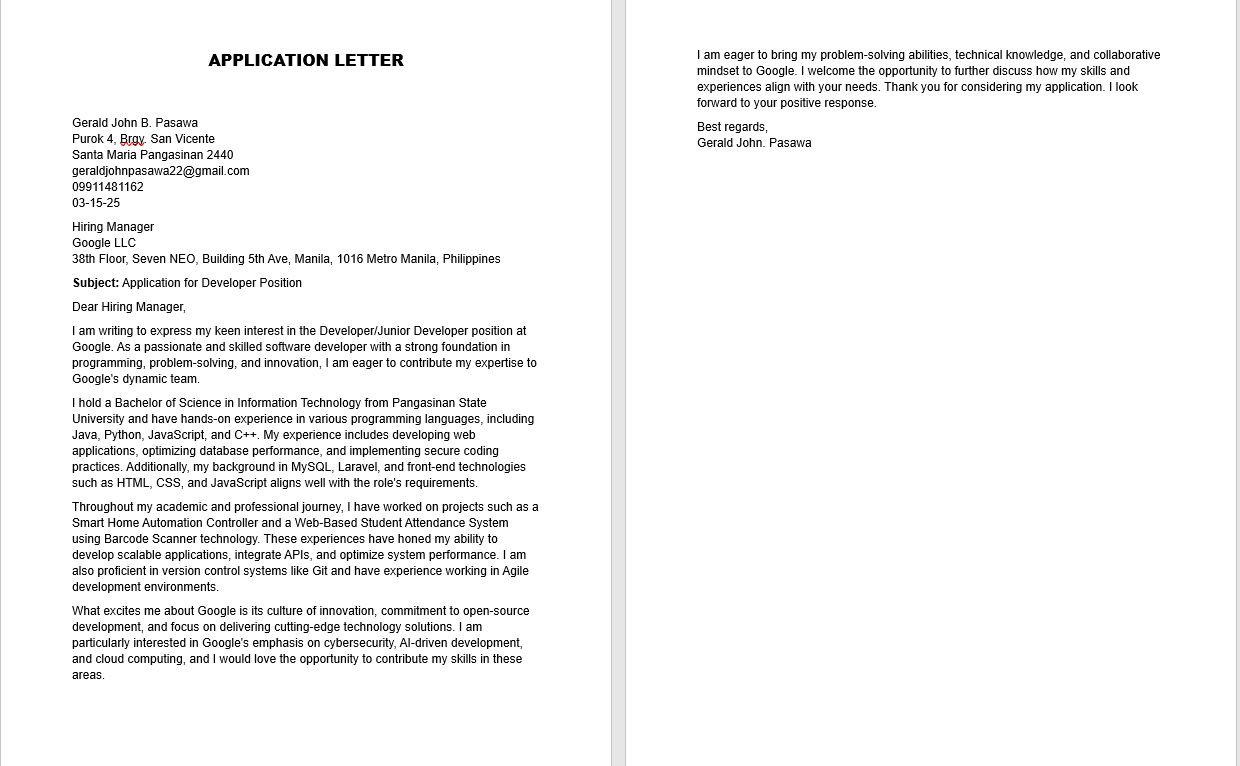 APPLICATION LETTER
Gerald John B. Pasawa
Purok 4, Brgy. San Vicente
Santa Maria Pangasinan 2440
geraldjohnpasawa22@gmail.com
09911481162
03-15-25
Hiring Manager
Google LLC
38th Floor, Seven NEO, Building 5th Ave, Manila, 1016 Metro Manila, Philippines
Subject: Application for Developer Position
Dear Hiring Manager,
I am writing to express my keen interest in the Developer/Junior Developer position at
Google. As a passionate and skilled software developer with a strong foundation in
programming, problem-solving, and innovation, I am eager to contribute my expertise to
Google's dynamic team.
I hold a Bachelor of Science in Information Technology from Pangasinan State
University and have hands-on experience in various programming languages, including
Java, Python, JavaScript, and C++. My experience includes developing web
applications, optimizing database performance, and implementing secure coding
practices. Additionally, my background in MySQL, Laravel, and front-end technologies
such as HTML, CSS, and JavaScript aligns well with the role's requirements.
Throughout my academic and professional journey, I have worked on projects such as a
Smart Home Automation Controller and a Web-Based Student Attendance System
using Barcode Scanner technology. These experiences have honed my ability to
develop scalable applications, integrate APIs, and optimize system performance. I am
also proficient in version control systems like Git and have experience working in Agile
development environments.
What excites me about Google is its culture of innovation, commitment to open-source
development, and focus on delivering cutting-edge technology solutions. I am
particularly interested in Google's emphasis on cybersecurity, AI-driven development,
and cloud computing, and I would love the opportunity to contribute my skills in these
areas.
I am eager to bring my problem-solving abilities, technical knowledge, and collaborative
mindset to Google. I welcome the opportunity to further discuss how my skills and
experiences align with your needs. Thank you for considering my application. I look
forward to your positive response.
Best regards,
Gerald John. Pasawa